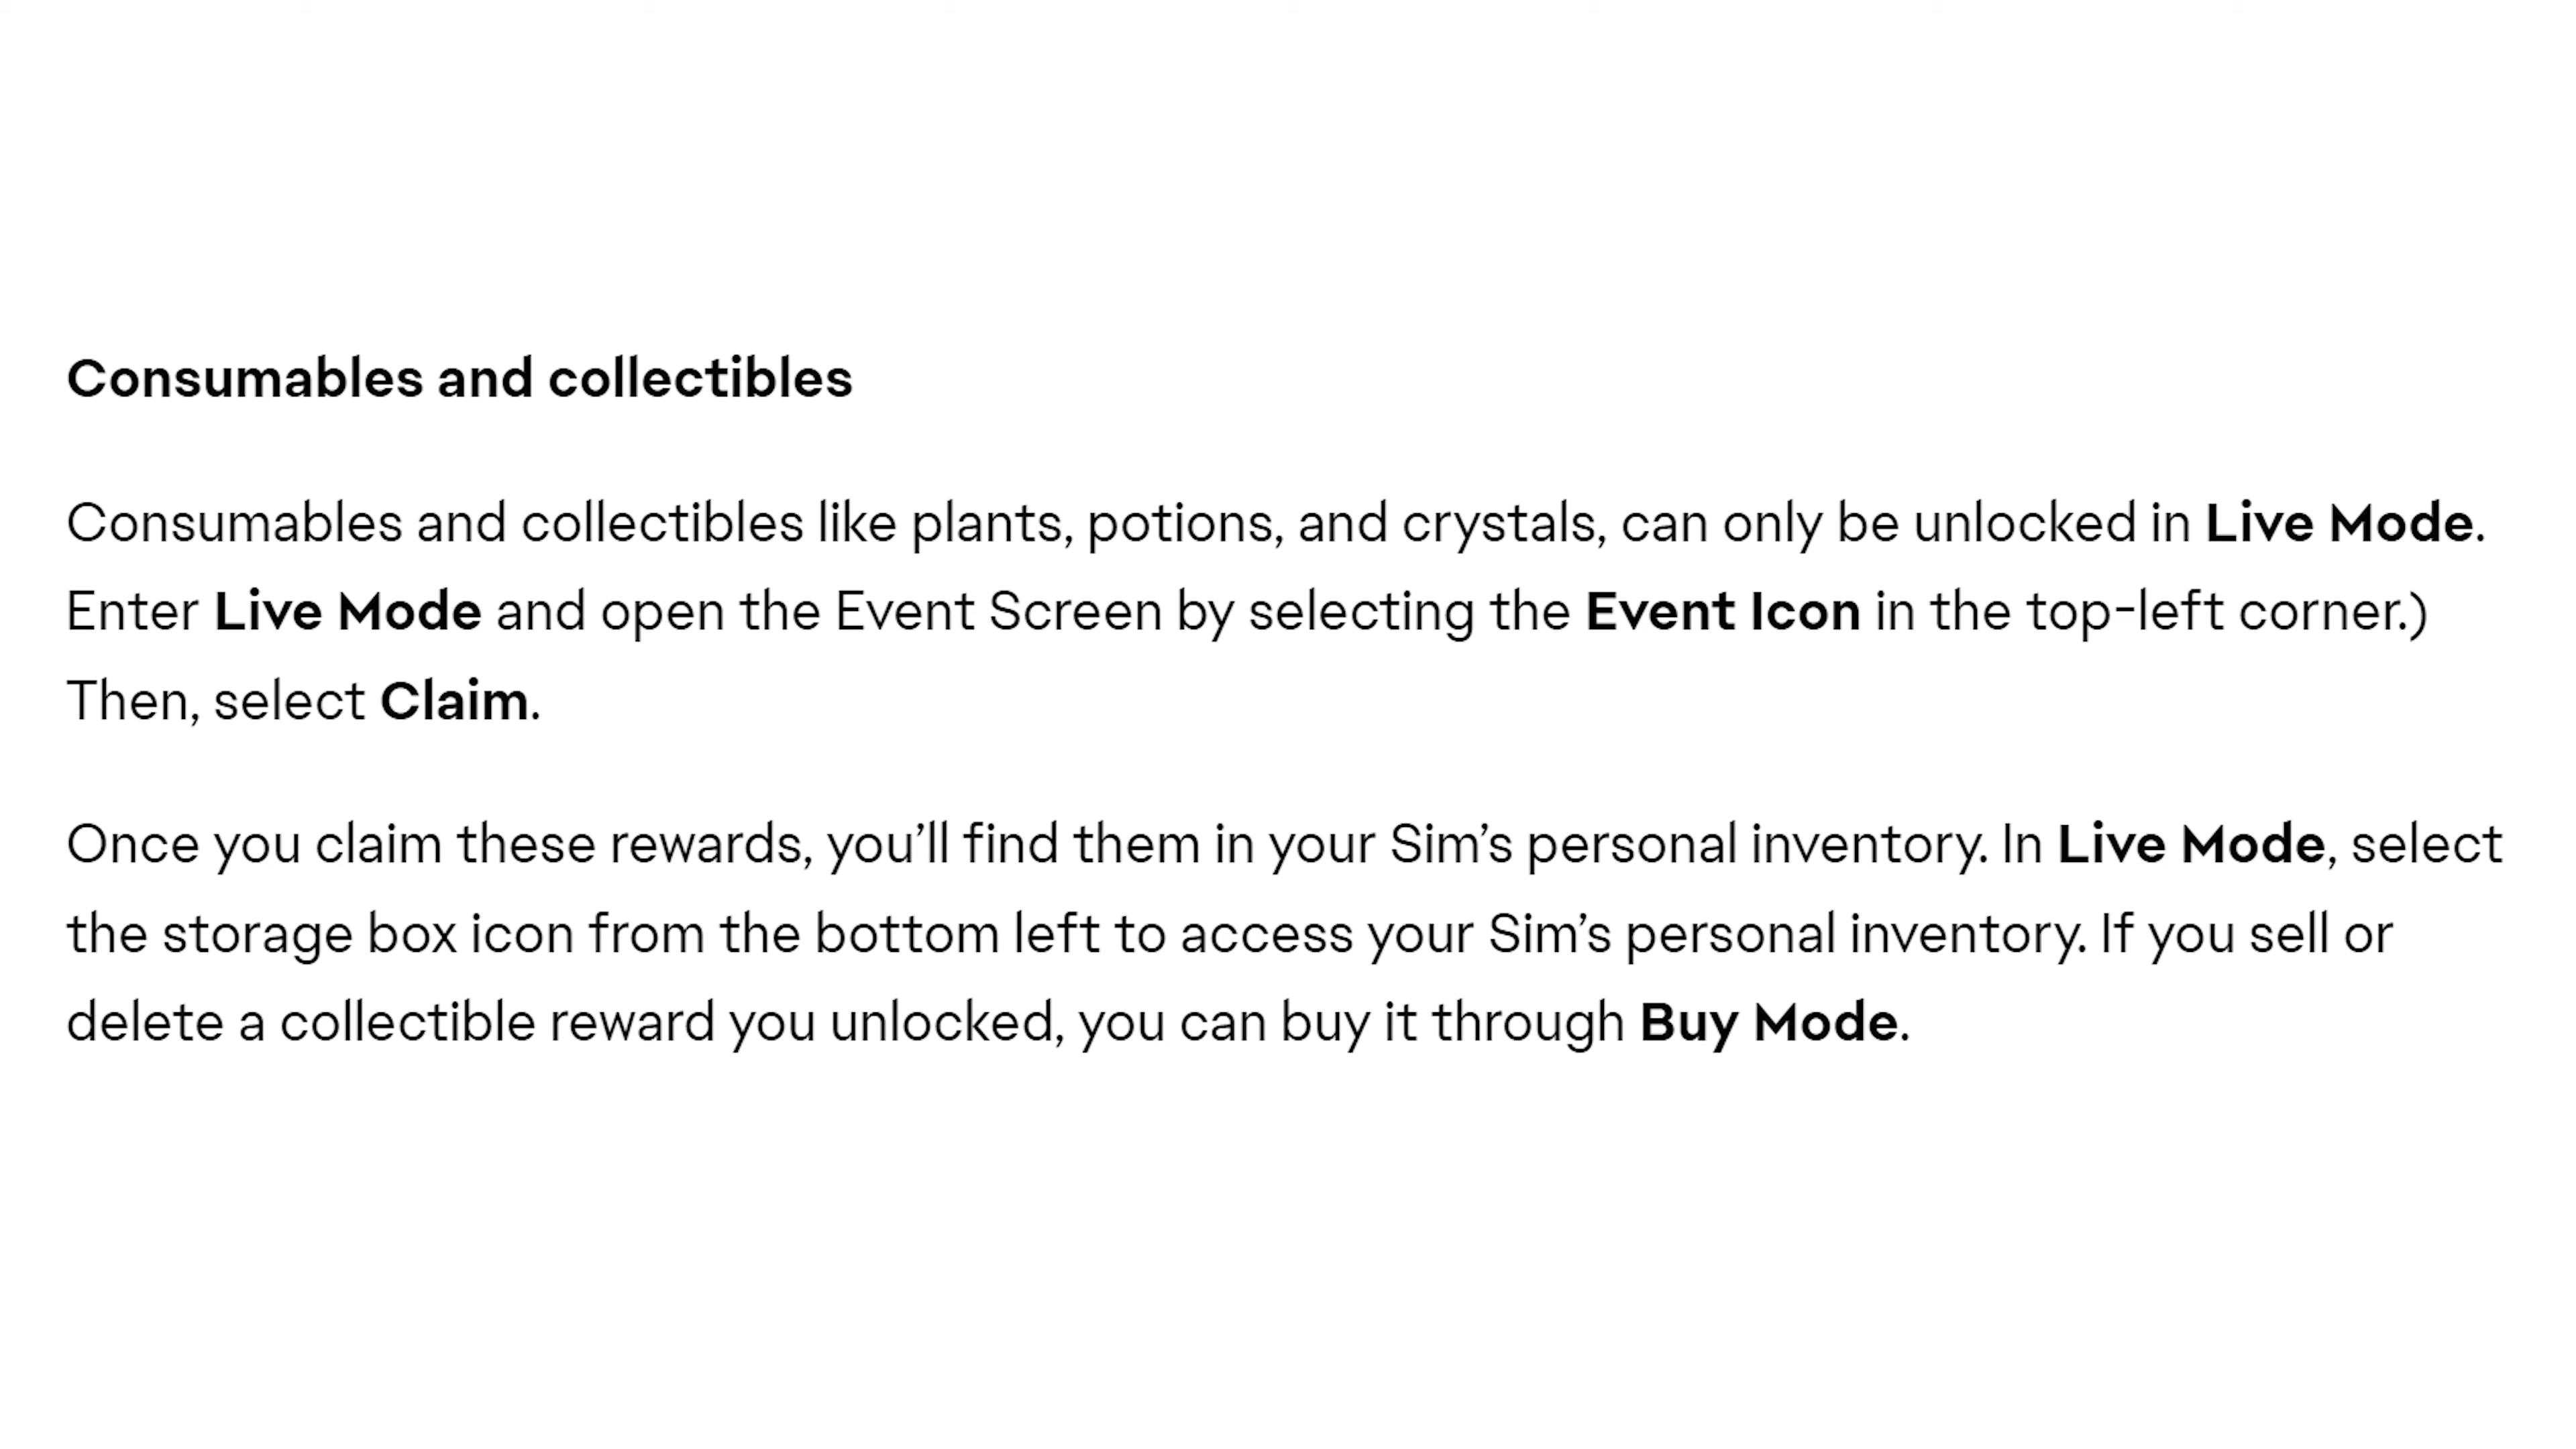 Consumables and collectibles
Consumables and collectibles like plants, potions, and crystals, can only be unlocked in Live Mode.
Enter Live Mode and open the Event Screen by selecting the Event Icon in the top-left corner.)
Then, select Claim.
Once you claim these rewards, you’ll find them in your Sim’s personal inventory. In Live Mode, select
the storage box icon from the bottom left to access your Sim’s personal inventory. If you sell or
delete a collectible reward you unlocked, you can buy it through Buy Mode.